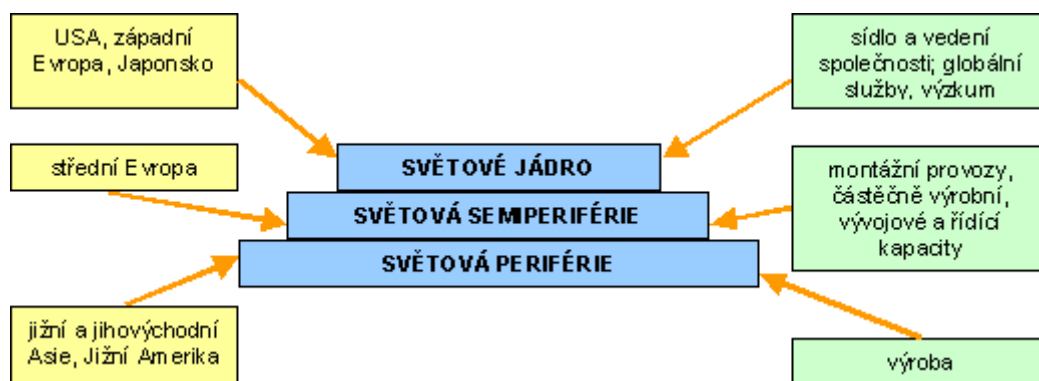 USA, západní
Evropa, Japonsko
sídlo a vedení
společnosti; globální
služby, výzkum
SVĚTOVÉ JÁDRO
střední Evropa
SVĚTOVÁ SEMIPERIFÉRIE
montážní provozy,
částěčně výrobní,
vývojové a řídící
kapacity
SVĚTOVÁ PERIFÉRIE
jižní a jihovýchodní
Asie, Jižní Amerika
výroba